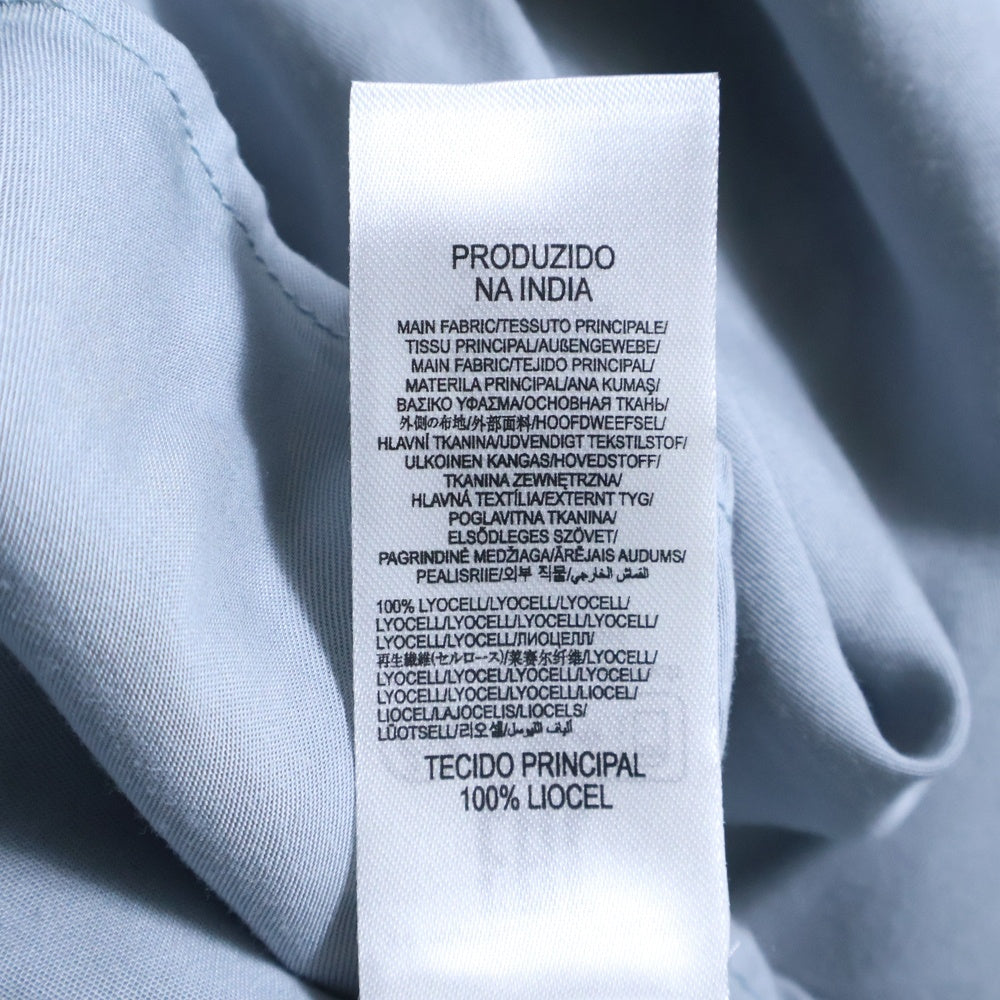 PRODUZIDO
NA INDIA
MAIN FABRIC/TESSUTO PRINCIPALE/
TISSU PRINCIPAL/AUßENGEWEBE/
MAIN FABRIC/TEJIDO PRINCIPAL/
MATERILA PRINCIPAL/ANA KUMAŞ/
ΒΑΣΙΚΟ ΥΦΑΣΜΑ/ОСНОВНАЯ ТКАНЬ/
外側の布地/外部面料/HOOFDWEEFSEL/
HLAVNÍ TKANINA/UDVENDIGT TEKSTILSTOF/
ULKOINEN KANGAS/HOVEDSTOFF/
TKANINA ZEWNĘTRZNA/
HLAVNÁ TEXTÍLIA/EXTERNT TYG/
POGLAVITNA TKANINA/
ELSŐDLEGES SZÖVET/
PAGRINDINĖ MEDŽIAGA/ĀRĒJAIS AUDUMS/
PEALISRIIE/외부 직물/القماش الخارجي/
100% LYOCELL/LYOCELL/LYOCELL/
LYOCELL/LYOCELL/LYOCELL/LYOCELL/
LYOCELL/LYOCELL/ЛИОЦЕЛЛ/
再生繊維(セルロース)/莱赛尔纤维/LYOCELL/
LYOCELL/LYOCEL/LYOCELL/LYOCELL/
LYOCELL/LYOCELL/LYOCELL/LIOCEL/
LIOCEL/LAJOCELIS/LIOCELS/
LÜOTSELL/리오셀/ألياف الليوسل/
TECIDO PRINCIPAL
100% LIOCEL